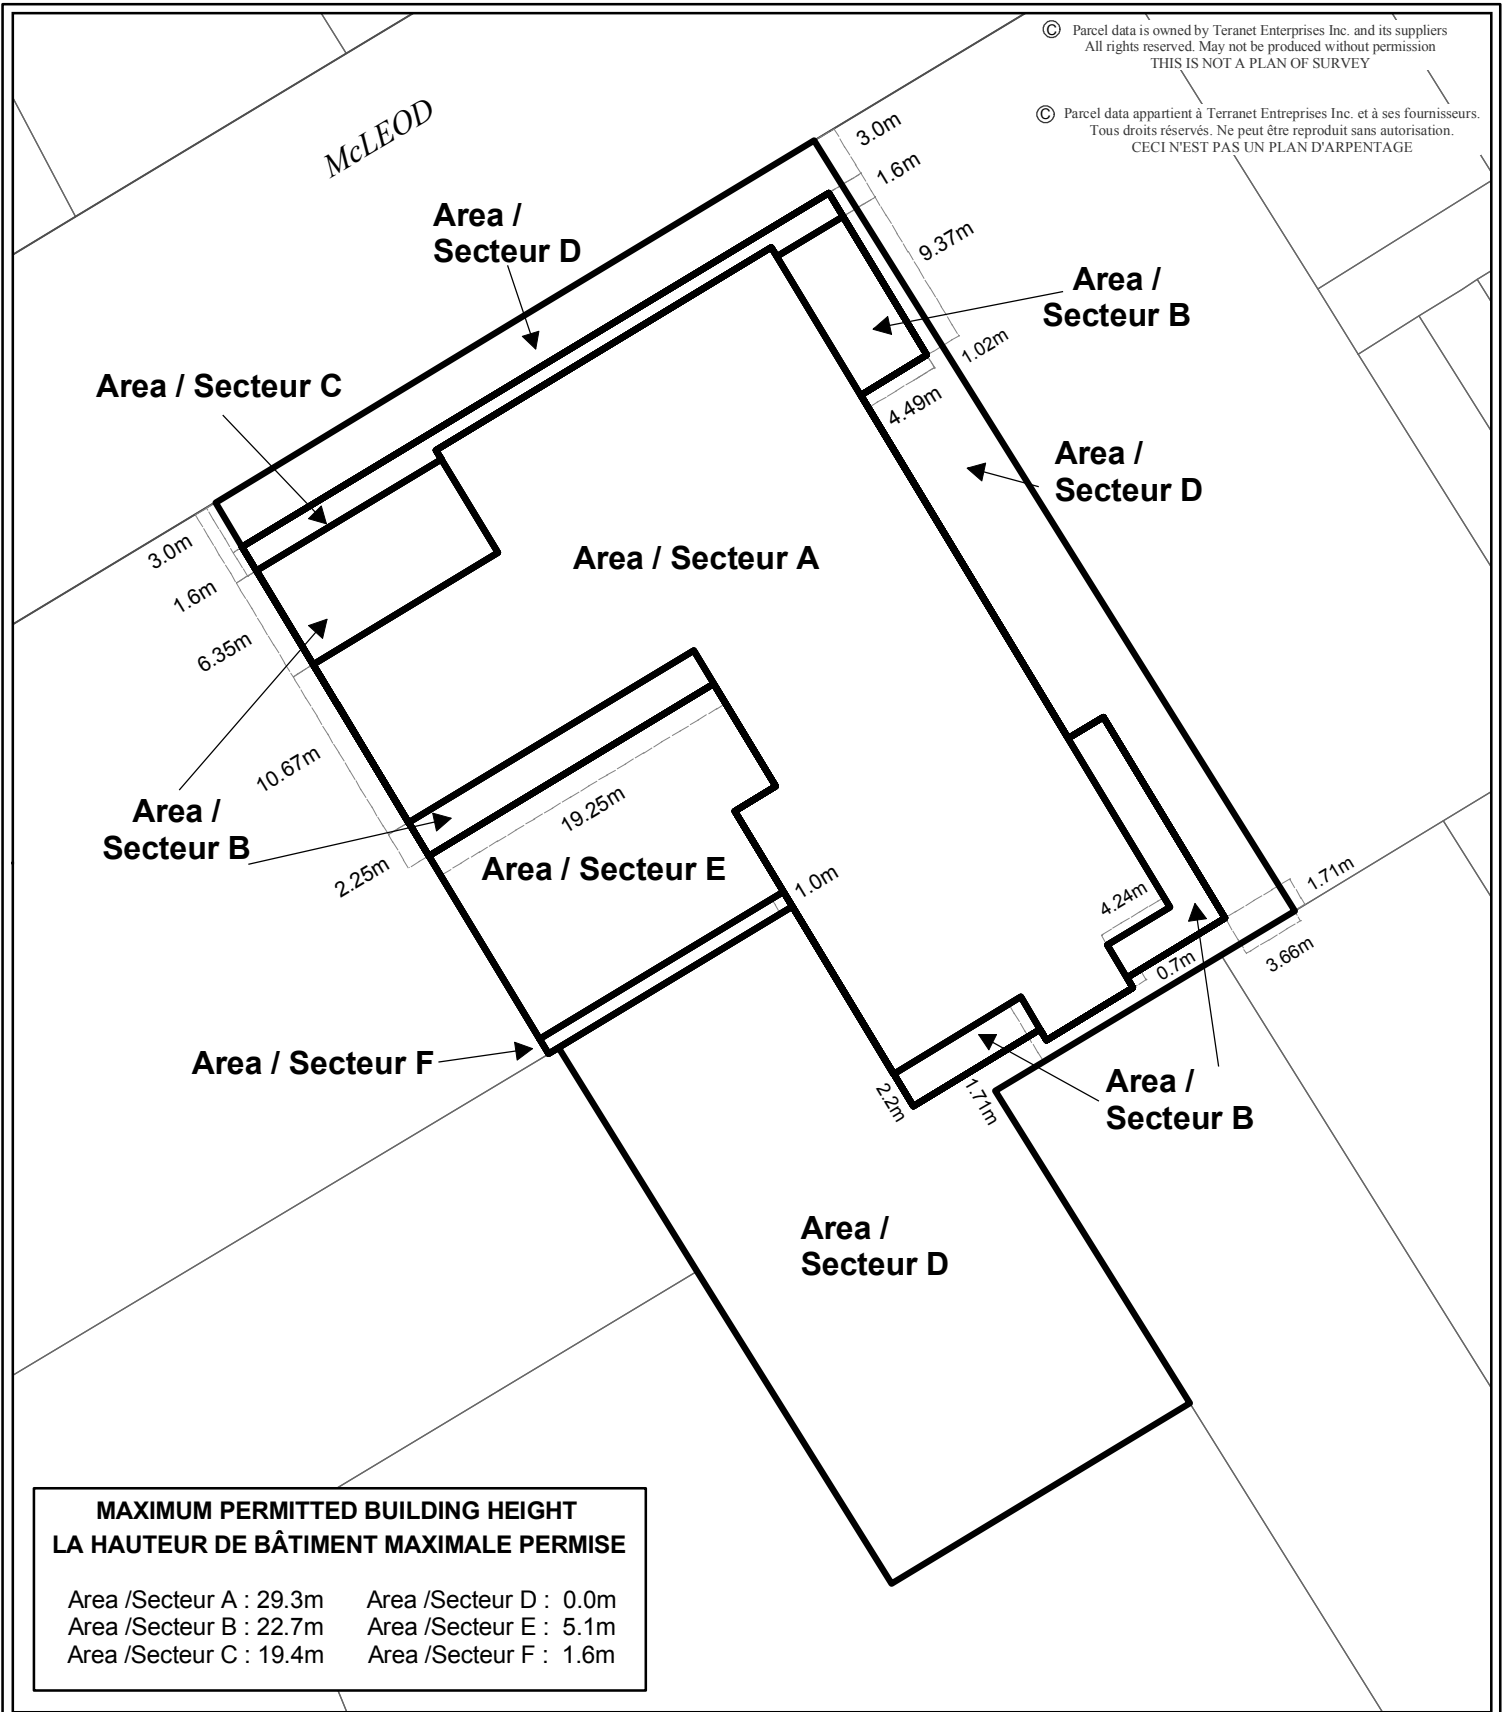 © Parcel data is owned by Teranet Enterprises Inc. and its suppliers
All rights reserved. May not be produced without permission
THIS IS NOT A PLAN OF SURVEY
© Parcel data appartient à Terranet Entreprises Inc. et à ses fournisseurs.
Tous droits réservés. Ne peut être reproduit sans autorisation.
CECI N'EST PAS UN PLAN D'ARPENTAGE
McLEOD
3.0m
1.6m
9.37m
1.02m
4.49m
Area /
Secteur D
Area /
Secteur B
Area / Secteur C
Area /
Secteur D
Area / Secteur A
3.0m
1.6m
6.35m
10.67m
2.25m
Area /
Secteur B
19.25m
Area / Secteur E
1.0m
4.24m
1.71m
3.66m
0.7m
Area / Secteur F
2.2m
1.71m
Area /
Secteur B
Area /
Secteur D
MAXIMUM PERMITTED BUILDING HEIGHT
LA HAUTEUR DE BÂTIMENT MAXIMALE PERMISE
Area /Secteur A : 29.3m Area /Secteur D : 0.0m
Area /Secteur B : 22.7m Area /Secteur E : 5.1m
Area /Secteur C : 19.4m Area /Secteur F : 1.6m